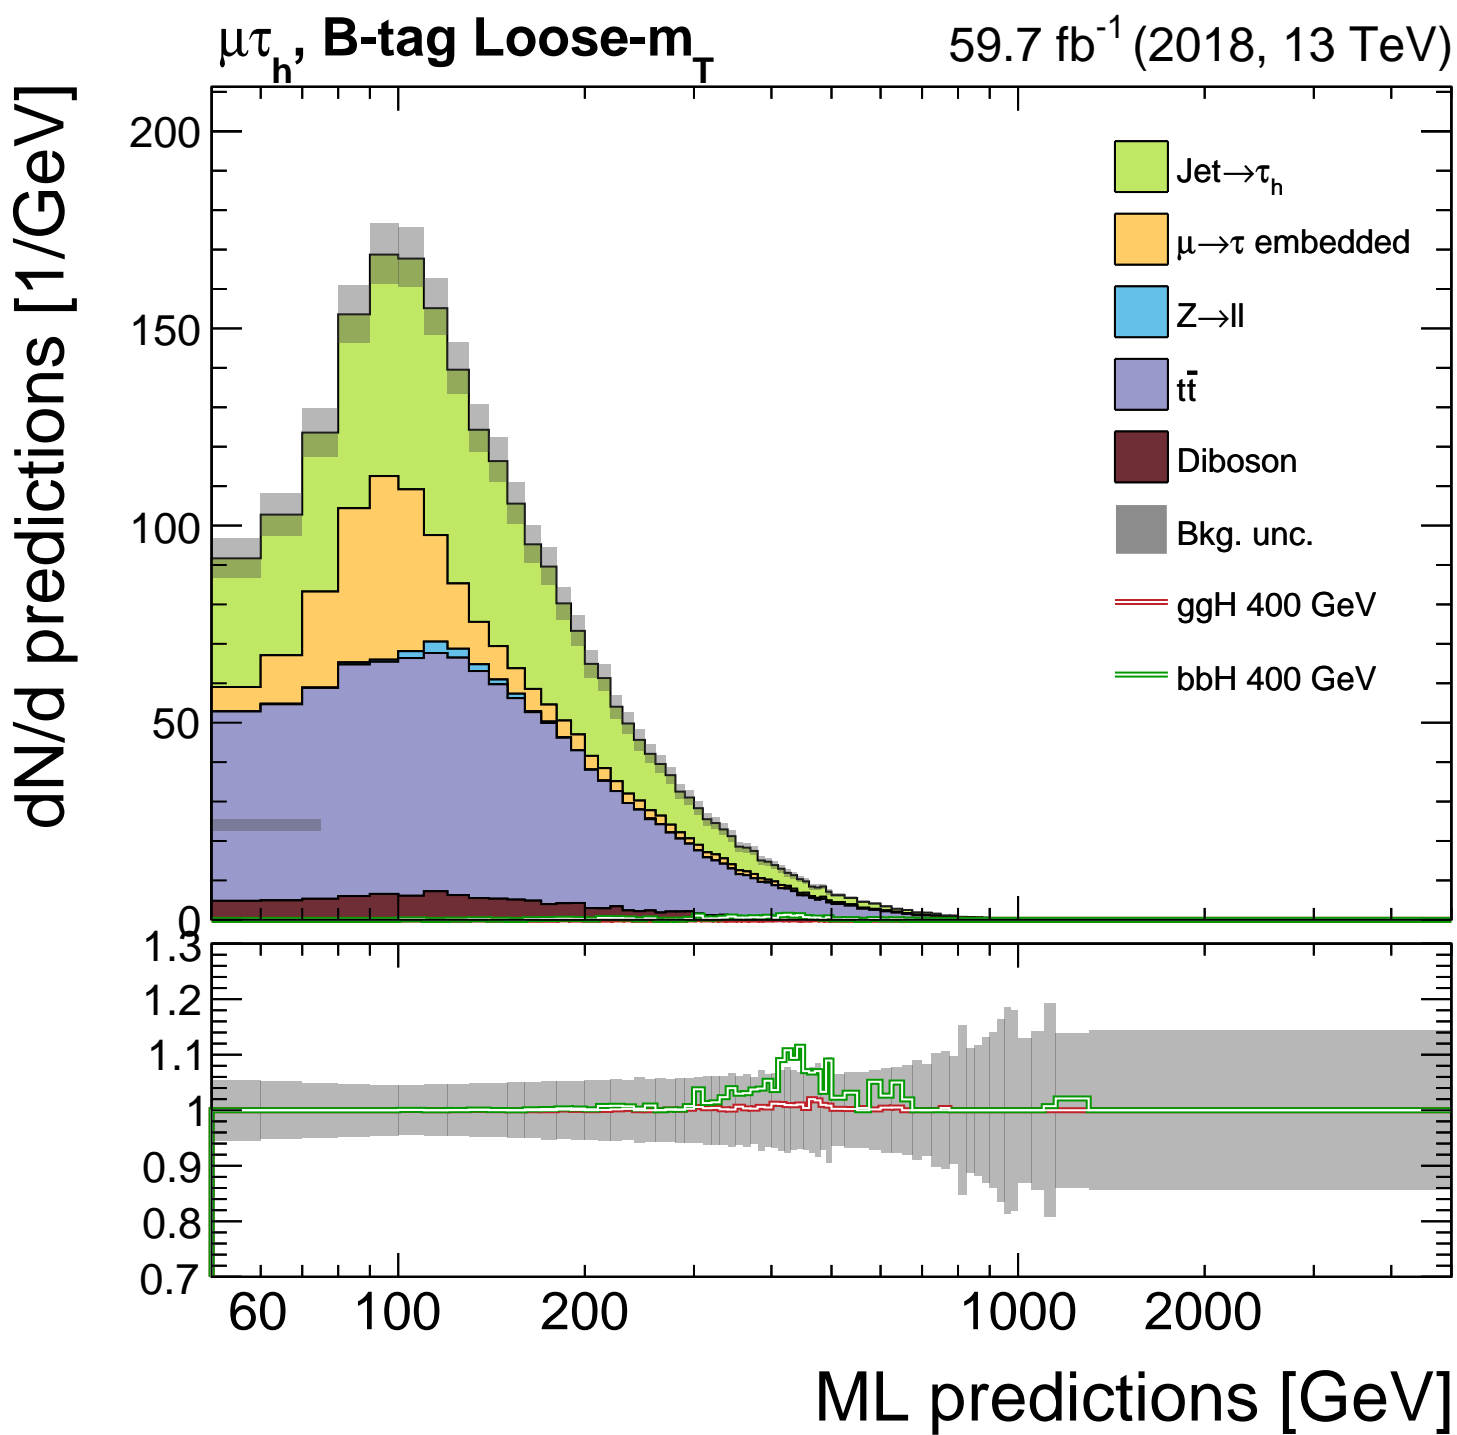 μτh, B-tag Loose-mT
59.7 fb-1 (2018, 13 TeV)
dN/d predictions [1/GeV]
200
150
100
50
0
Jet→τh
μ→τ embedded
Z→ll
tt̄
Diboson
Bkg. unc.
ggH 400 GeV
bbH 400 GeV
1.3
1.2
1.1
1
0.9
0.8
0.7
60 100 200 1000 2000
ML predictions [GeV]